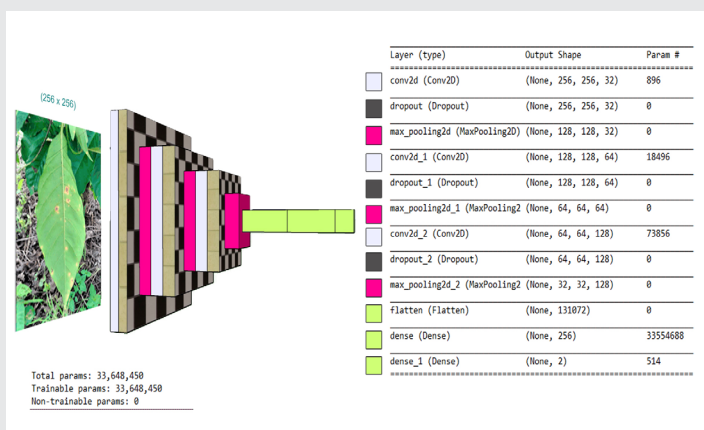 (256 x 256)
Layer (type) Output Shape Param #
conv2d (Conv2D) (None, 256, 256, 32) 896
dropout (Dropout) (None, 256, 256, 32) 0
max_pooling2d (MaxPooling2D) (None, 128, 128, 32) 0
conv2d_1 (Conv2D) (None, 128, 128, 64) 18496
dropout_1 (Dropout) (None, 128, 128, 64) 0
max_pooling2d_1 (MaxPooling2 (None, 64, 64, 64) 0
conv2d_2 (Conv2D) (None, 64, 64, 128) 73856
dropout_2 (Dropout) (None, 64, 64, 128) 0
max_pooling2d_2 (MaxPooling2 (None, 32, 32, 128) 0
flatten (Flatten) (None, 131072) 0
dense (Dense) (None, 256) 33554688
dense_1 (Dense) (None, 2) 514
Total params: 33,648,450
Trainable params: 33,648,450
Non-trainable params: 0